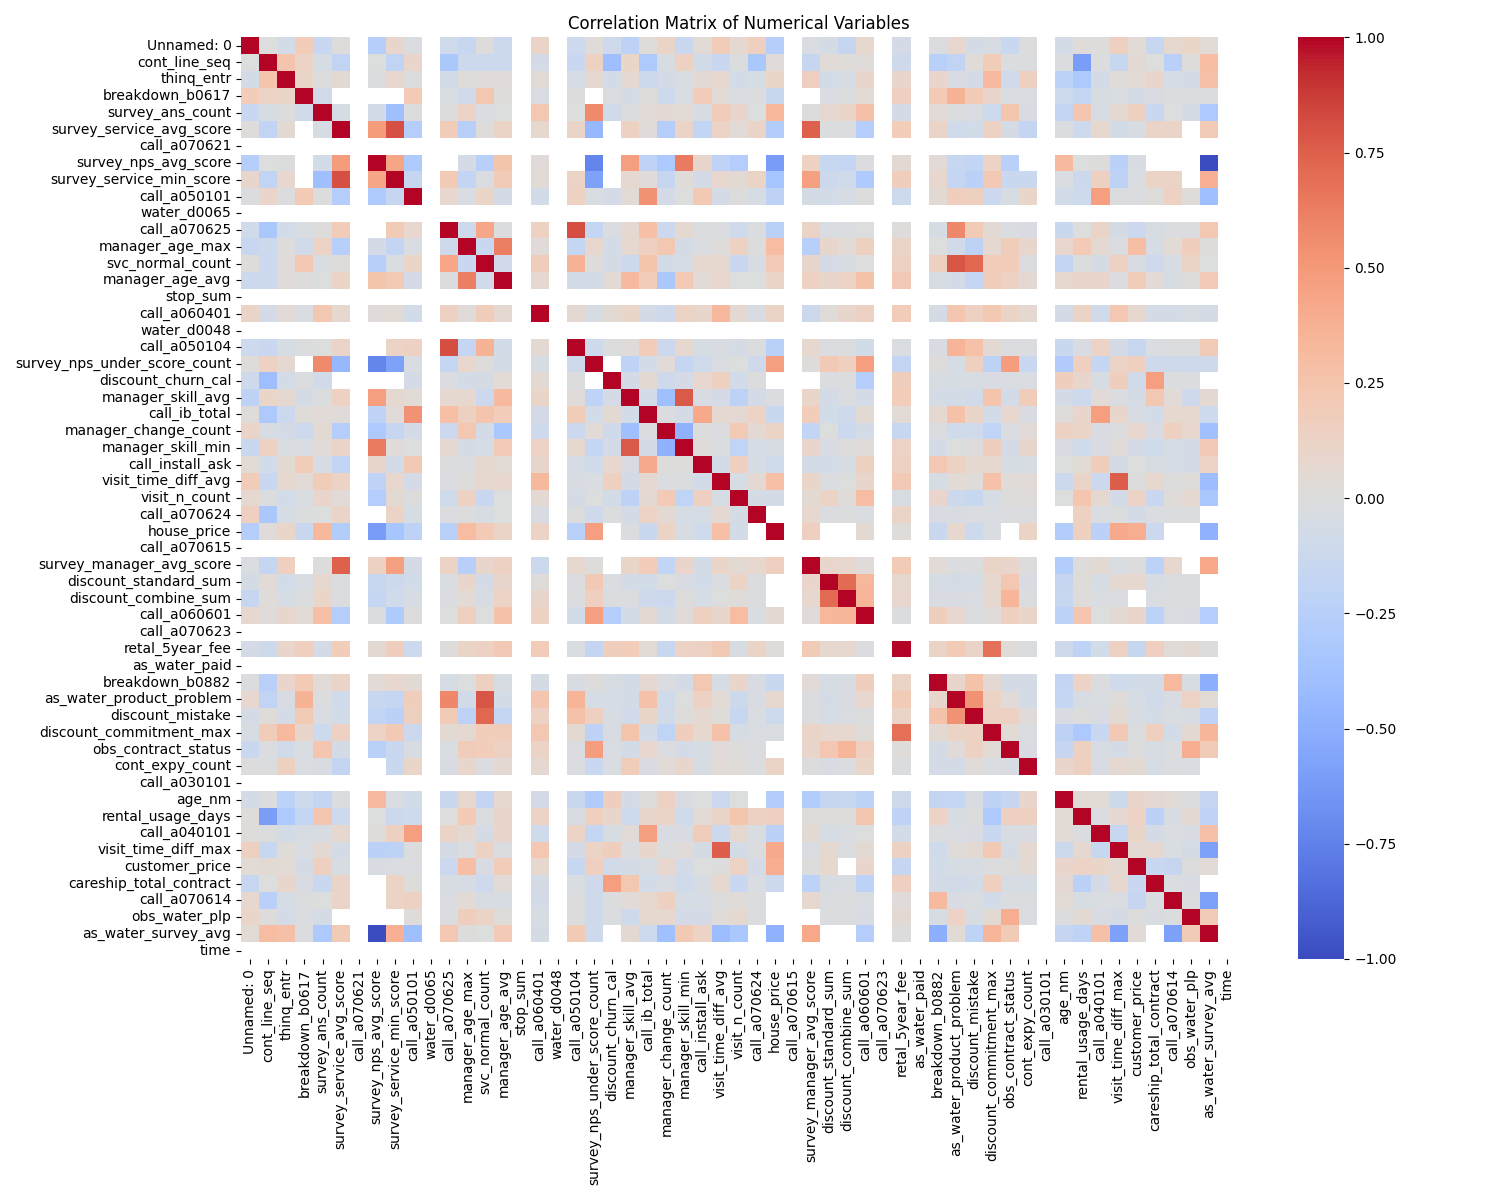 Correlation Matrix of Numerical Variables
Unnamed: 0
cont_line_seq
thinq_entr
breakdown_b0617
survey_ans_count
survey_service_avg_score
call_a070621
survey_nps_avg_score
survey_service_min_score
call_a050101
water_d0065
call_a070625
manager_age_max
svc_normal_count
manager_age_avg
stop_sum
call_a060401
water_d0048
call_a050104
survey_nps_under_score_count
discount_churn_cal
manager_skill_avg
call_ib_total
manager_change_count
manager_skill_min
call_install_ask
visit_time_diff_avg
visit_n_count
call_a070624
house_price
call_a070615
survey_manager_avg_score
discount_standard_sum
discount_combine_sum
call_a060601
call_a070623
retal_5year_fee
as_water_paid
breakdown_b0882
as_water_product_problem
discount_mistake
discount_commitment_max
obs_contract_status
cont_expy_count
call_a030101
age_nm
rental_usage_days
call_a040101
visit_time_diff_max
customer_price
careship_total_contract
call_a070614
obs_water_plp
as_water_survey_avg
time
Unnamed: 0
cont_line_seq
thinq_entr
breakdown_b0617
survey_ans_count
survey_service_avg_score
call_a070621
survey_nps_avg_score
survey_service_min_score
call_a050101
water_d0065
call_a070625
manager_age_max
svc_normal_count
manager_age_avg
stop_sum
call_a060401
water_d0048
call_a050104
survey_nps_under_score_count
discount_churn_cal
manager_skill_avg
call_ib_total
manager_change_count
manager_skill_min
call_install_ask
visit_time_diff_avg
visit_n_count
call_a070624
house_price
call_a070615
survey_manager_avg_score
discount_standard_sum
discount_combine_sum
call_a060601
call_a070623
retal_5year_fee
as_water_paid
breakdown_b0882
as_water_product_problem
discount_mistake
discount_commitment_max
obs_contract_status
cont_expy_count
call_a030101
age_nm
rental_usage_days
call_a040101
visit_time_diff_max
customer_price
careship_total_contract
call_a070614
obs_water_plp
as_water_survey_avg
time
1.00
0.75
0.50
0.25
0.00
−0.25
−0.50
−0.75
−1.00